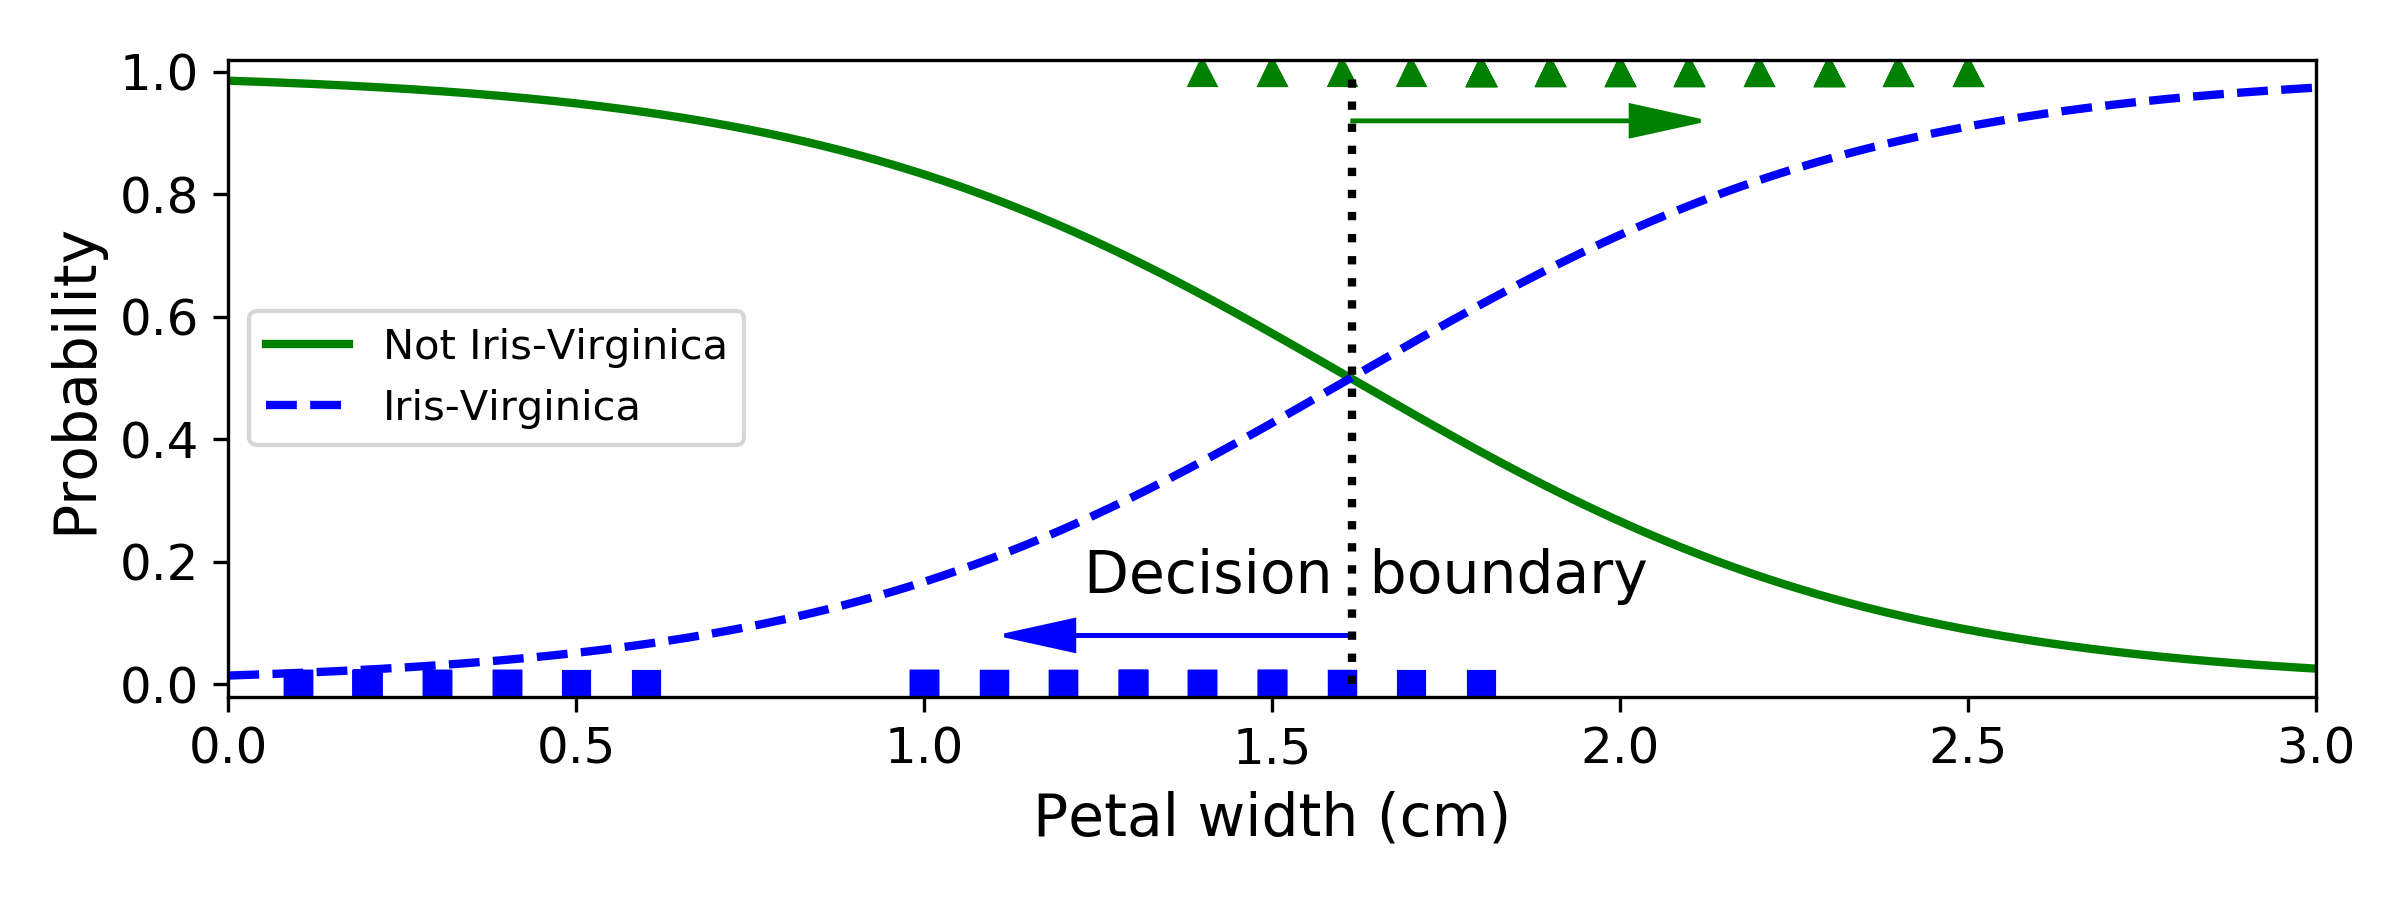 1.0
0.8
0.6
0.4
0.2
0.0
Probability
Not Iris-Virginica
Iris-Virginica
Decision boundary
0.0 0.5 1.0 1.5 2.0 2.5 3.0
Petal width (cm)